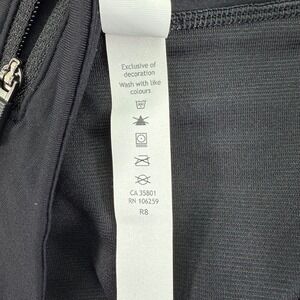 Exclusive of
decoration
Wash with like
colours.
CA 35801
RN 106259
R8